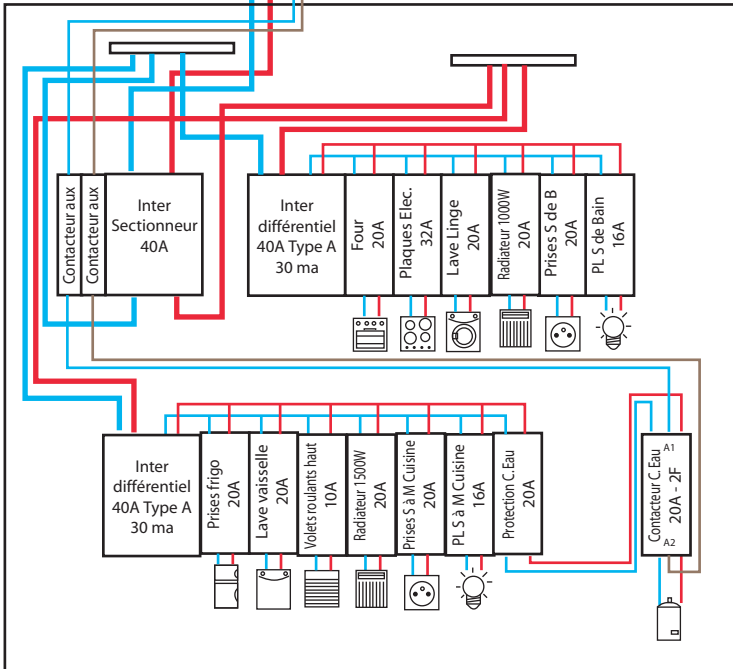 Contacteur aux
Contacteur aux
Inter
Sectionneur
40A
Inter
différentiel
40A Type A
30 ma
Four
20A
Plaques Elec.
32A
Lave Linge
20A
Radiateur 1000W
20A
Prises S de B
20A
PL S de Bain
16A
Inter
différentiel
40A Type A
30 ma
Prises frigo
20A
Lave vaisselle
20A
Volets roulants haut
10A
Radiateur 1500W
20A
Prises S à M Cuisine
20A
PL S à M Cuisine
16A
Protection C. Eau
20A
A1
Contacteur C. Eau
20A - 2F
A2